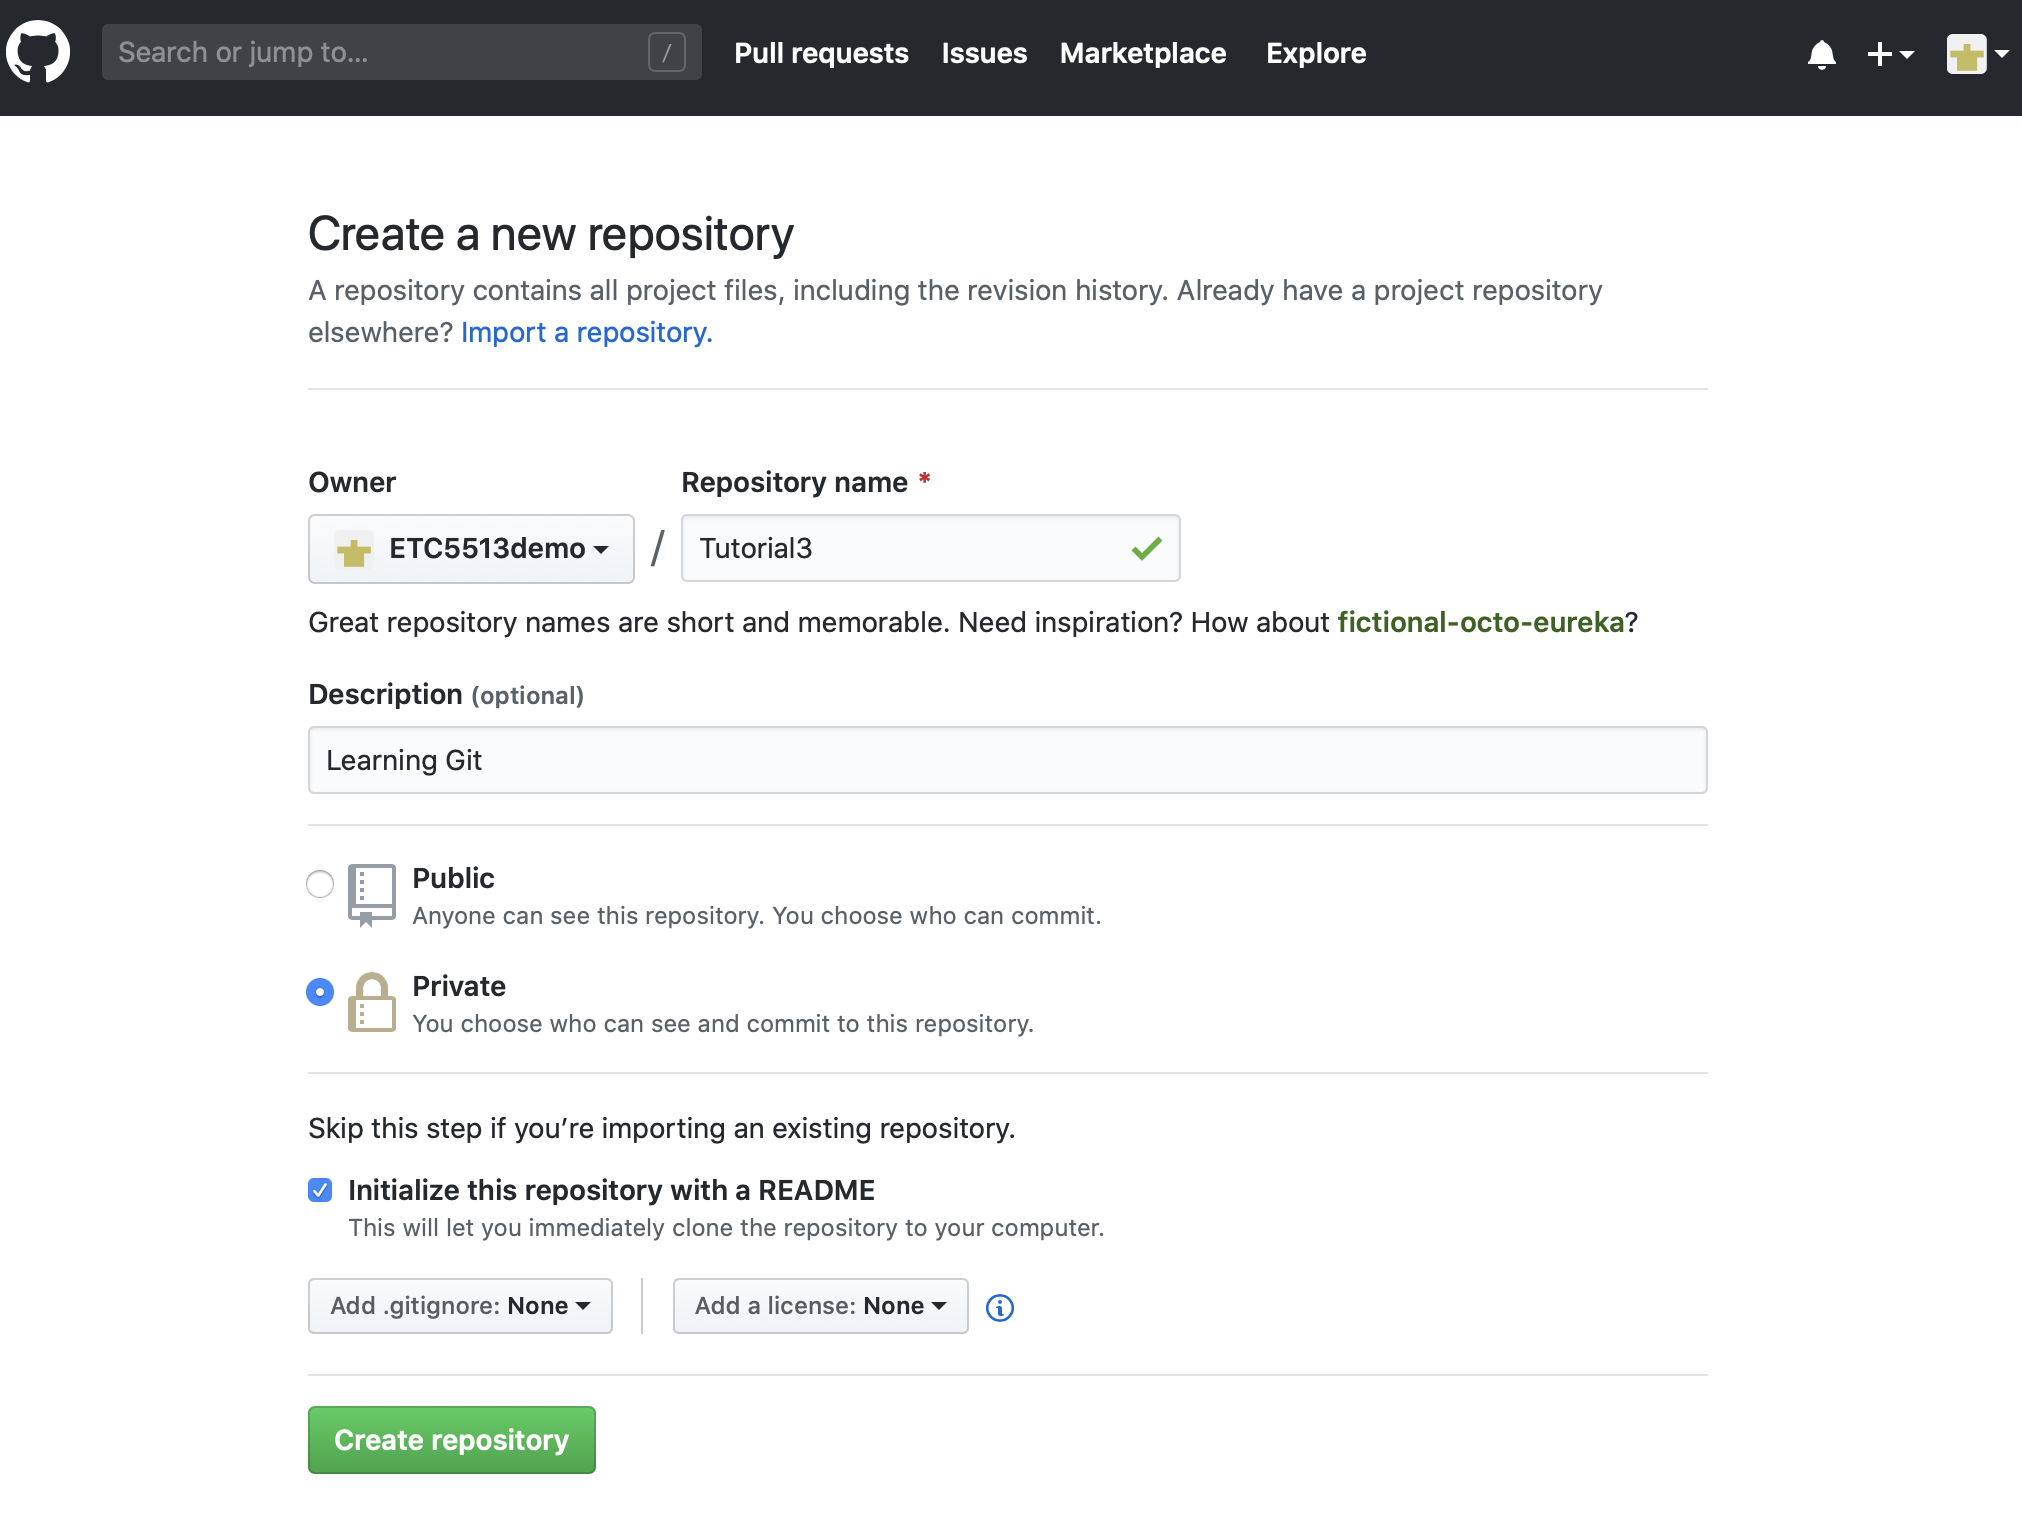 Search or jump to... / Pull requests Issues Marketplace Explore
Create a new repository
A repository contains all project files, including the revision history. Already have a project repository
elsewhere? Import a repository.
Owner Repository name *
ETC5513demo / Tutorial3
Great repository names are short and memorable. Need inspiration? How about fictional-octo-eureka?
Description (optional)
Learning Git
Public
Anyone can see this repository. You choose who can commit.
Private
You choose who can see and commit to this repository.
Skip this step if you’re importing an existing repository.
Initialize this repository with a README
This will let you immediately clone the repository to your computer.
Add .gitignore: None Add a license: None
Create repository